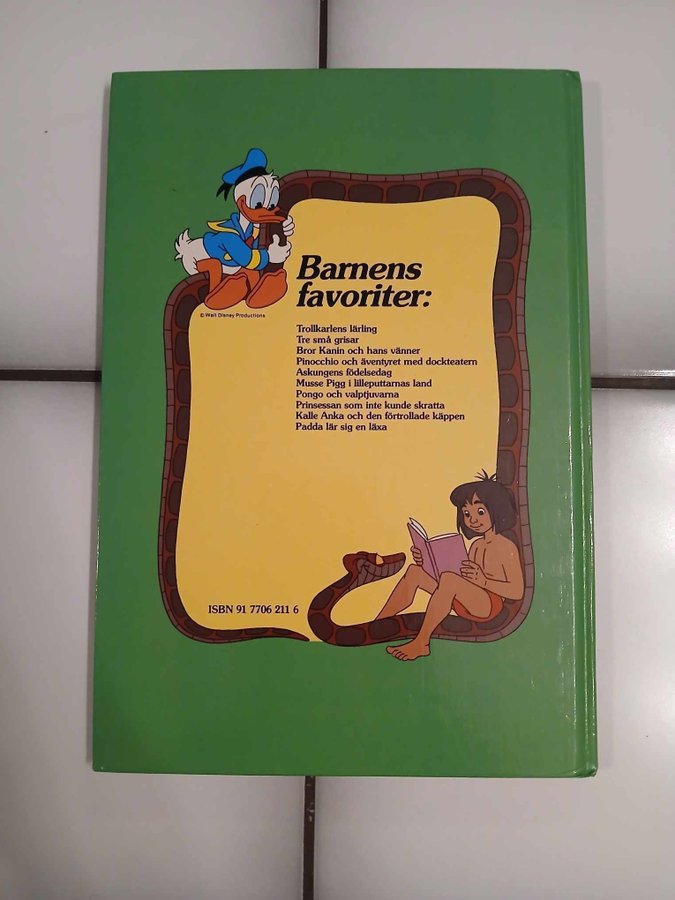 © Walt Disney Productions
Barnens
favoriter:
Trollkarlens lärling
Tre små grisar
Bror Kanin och hans vänner
Pinocchio och äventyret med dockteatern
Askungens födelsedag
Musse Pigg i lilleputtarnas land
Pongo och valptjuvarna
Prinsessan som inte kunde skratta
Kalle Anka och den förtrollade käppen
Padda lär sig en läxa
ISBN 91 7706 211 6